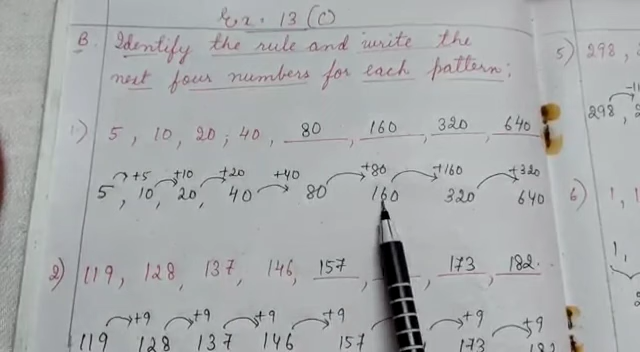 Ex. 13 (C)
B. Identify the rule and write the
next four numbers for each pattern:
1) 5, 10, 20, 40, 80, 160, 320, 640
+5 +10 +20 +40 +80 +160 +320
5, 10, 20, 40 80 160 320 640
2) 119, 128, 137, 146, 157, 173, 182.
+9 +9 +9 +9 +9 +9
119 128 137 146 157 173 182
5) 298,
298,
6) 1, 1
1,